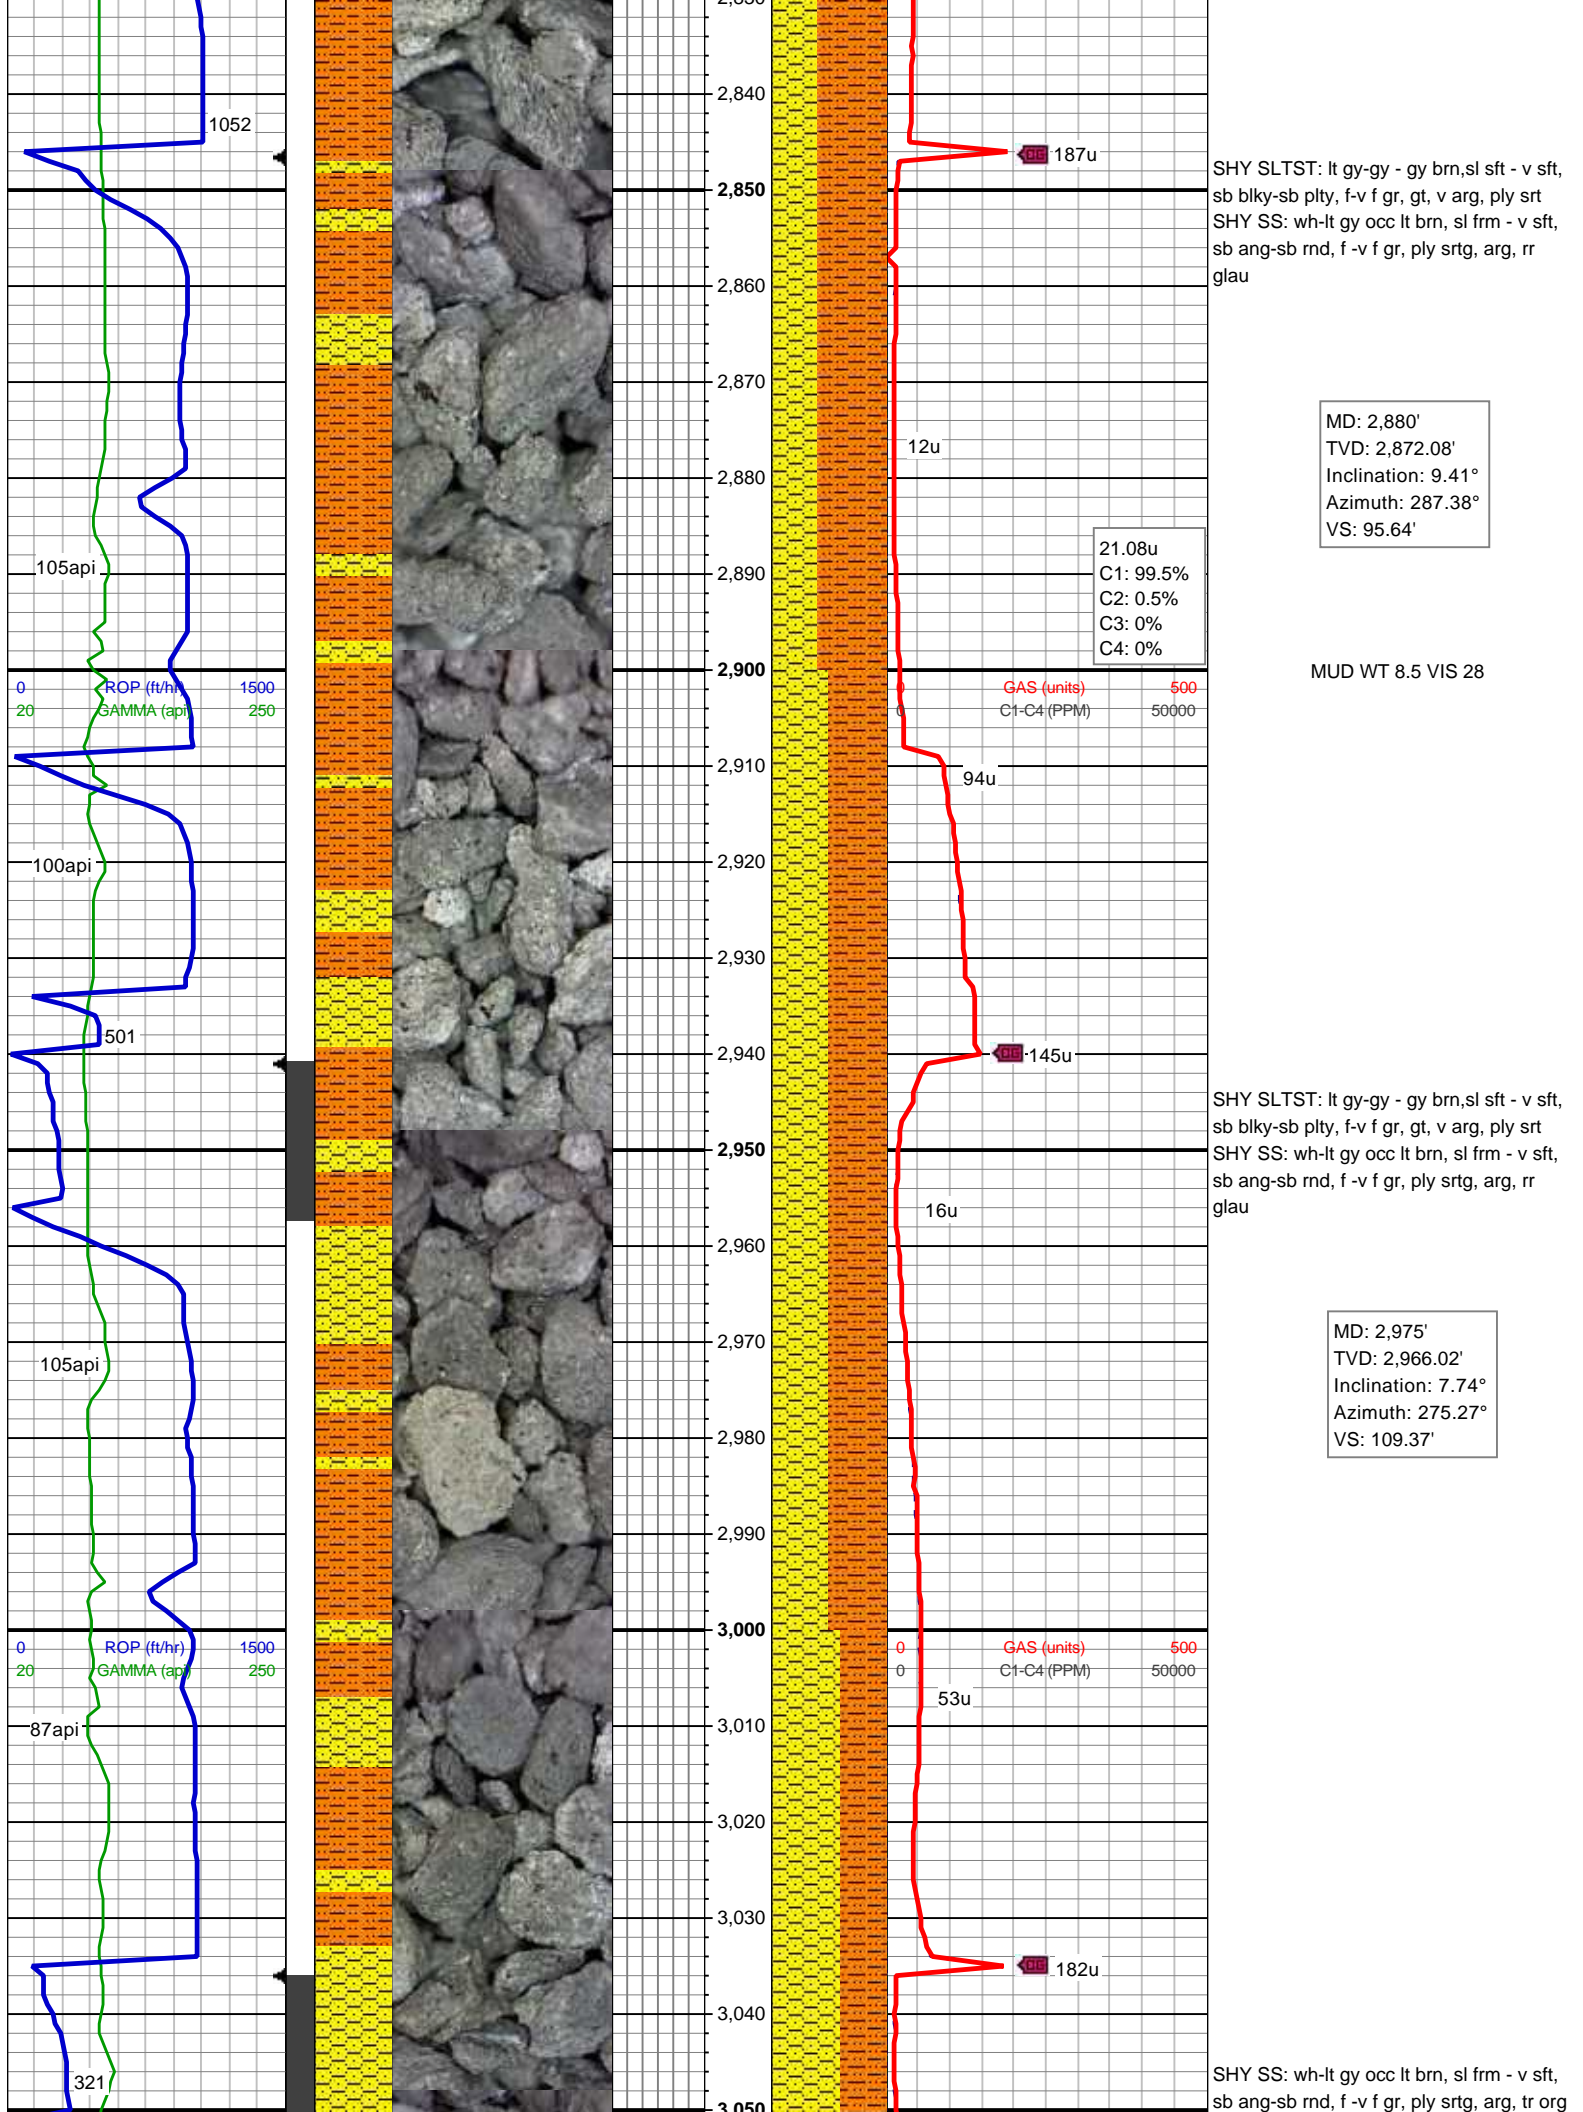 2,840
1052
187u
SHY SLTST: lt gy-gy - gy brn,sl sft - v sft,
sb blky-sb plty, f-v f gr, gt, v arg, ply srt
SHY SS: wh-lt gy occ lt brn, sl frm - v sft,
sb ang-sb rnd, f -v f gr, ply srtg, arg, rr
glau
2,850
2,860
2,870
MD: 2,880'
TVD: 2,872.08'
Inclination: 9.41°
Azimuth: 287.38°
VS: 95.64'
12u
2,880
21.08u
C1: 99.5%
C2: 0.5%
C3: 0%
C4: 0%
105api
2,890
2,900
MUD WT 8.5 VIS 28
0 ROP (ft/hr) 1500
20 GAMMA (api) 250
0 GAS (units) 500
0 C1-C4 (PPM) 50000
2,910
94u
100api
2,920
2,930
501
2,940
DG
145u
SHY SLTST: lt gy-gy - gy brn,sl sft - v sft,
sb blky-sb plty, f-v f gr, gt, v arg, ply srt
SHY SS: wh-lt gy occ lt brn, sl frm - v sft,
sb ang-sb rnd, f -v f gr, ply srtg, arg, rr
glau
2,950
16u
2,960
2,970
105api
MD: 2,975'
TVD: 2,966.02'
Inclination: 7.74°
Azimuth: 275.27°
VS: 109.37'
2,980
2,990
3,000
0 ROP (ft/hr) 1500
20 GAMMA (api) 250
0 GAS (units) 500
0 C1-C4 (PPM) 50000
53u
87api
3,010
3,020
3,030
182u
3,040
321
SHY SS: wh-lt gy occ lt brn, sl frm - v sft,
sb ang-sb rnd, f -v f gr, ply srtg, arg, tr org
3,050